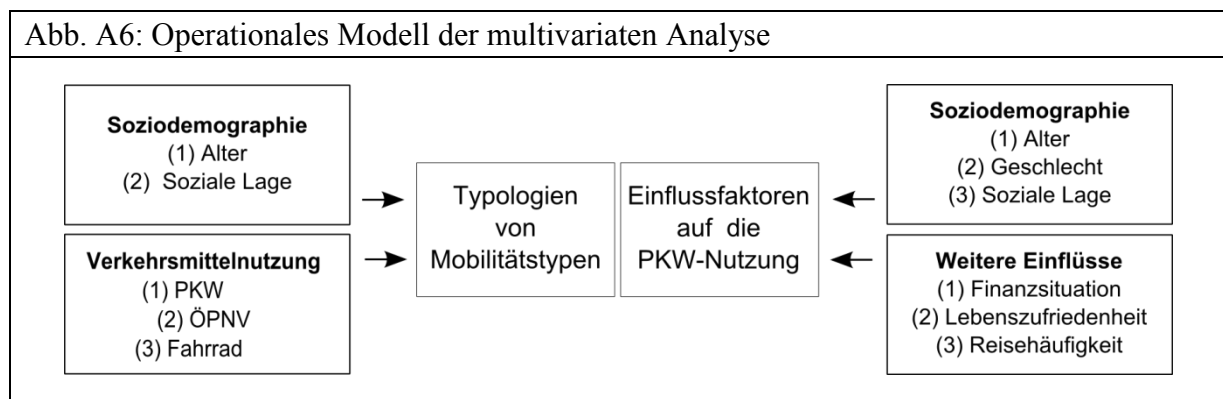 Abb. A6: Operationales Modell der multivariaten Analyse
Soziodemographie
(1) Alter
(2) Soziale Lage
Verkehrsmittelnutzung
(1) PKW
(2) ÖPNV
(3) Fahrrad
Typologien
von
Mobilitätstypen
Einflussfaktoren
auf die
PKW-Nutzung
Soziodemographie
(1) Alter
(2) Geschlecht
(3) Soziale Lage
Weitere Einflüsse
(1) Finanzsituation
(2) Lebenszufriedenheit
(3) Reisehäufigkeit